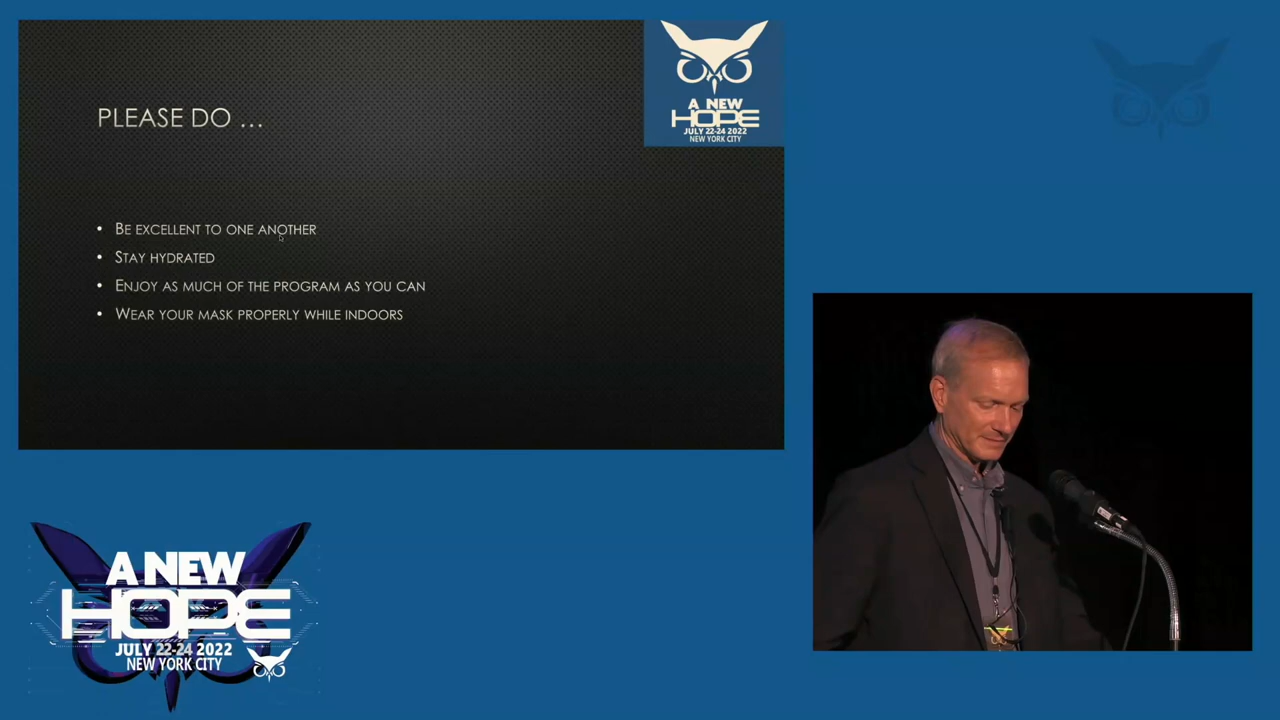 PLEASE DO ...
• BE EXCELLENT TO ONE ANOTHER
• STAY HYDRATED
• ENJOY AS MUCH OF THE PROGRAM AS YOU CAN
• WEAR YOUR MASK PROPERLY WHILE INDOORS
A NEW
HOPE
JULY 22-24 2022
NEW YORK CITY
A NEW
HOPE
JULY 22-24 2022
NEW YORK CITY